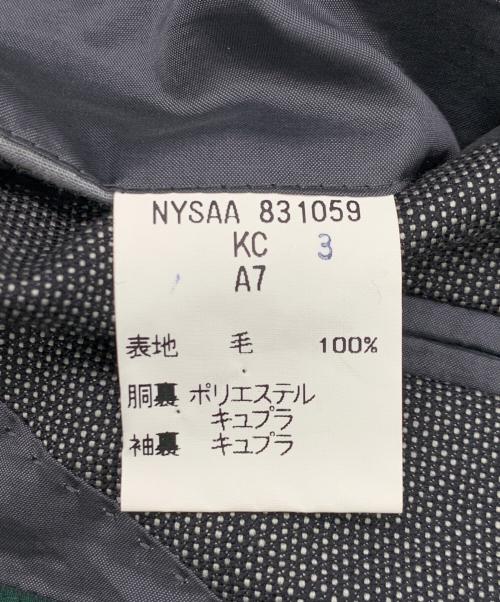 NYSAA 831059
KC 3
A7
表地 毛 100%
胴裏 ポリエステル
キュプラ
袖裏 キュプラ